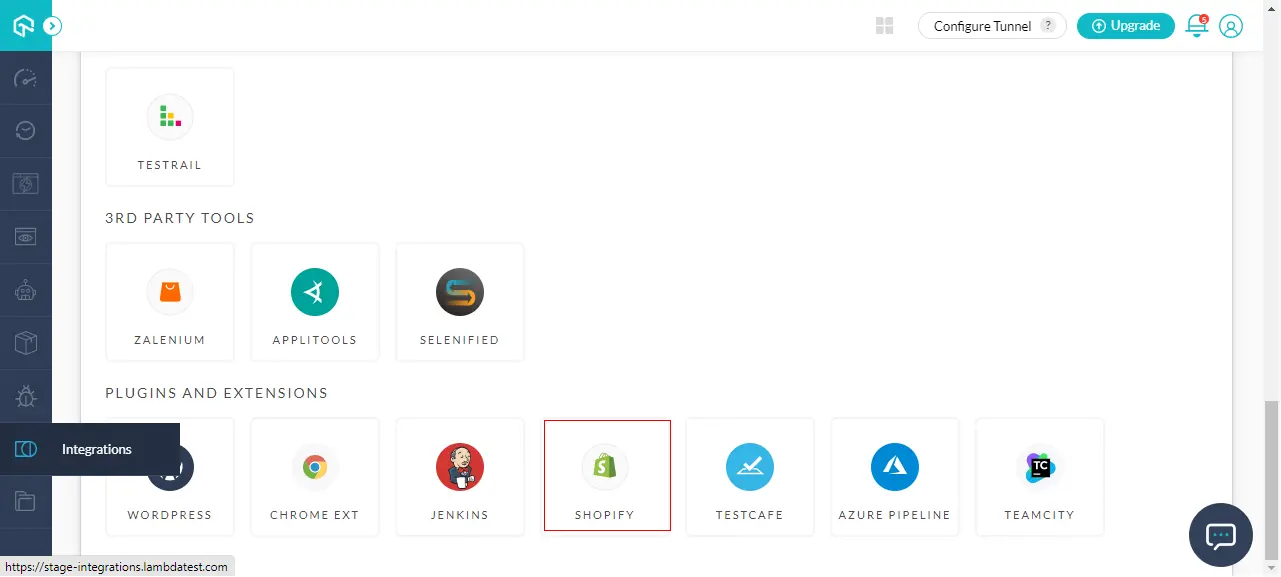 Configure Tunnel ? Upgrade 5
TESTRAIL
3RD PARTY TOOLS
ZALENIUM APPLITOOLS SELENIFIED
PLUGINS AND EXTENSIONS
Integrations
TC
WORDPRESS CHROME EXT JENKINS SHOPIFY TESTCAFE AZURE PIPELINE TEAMCITY
https://stage-integrations.lambdatest.com